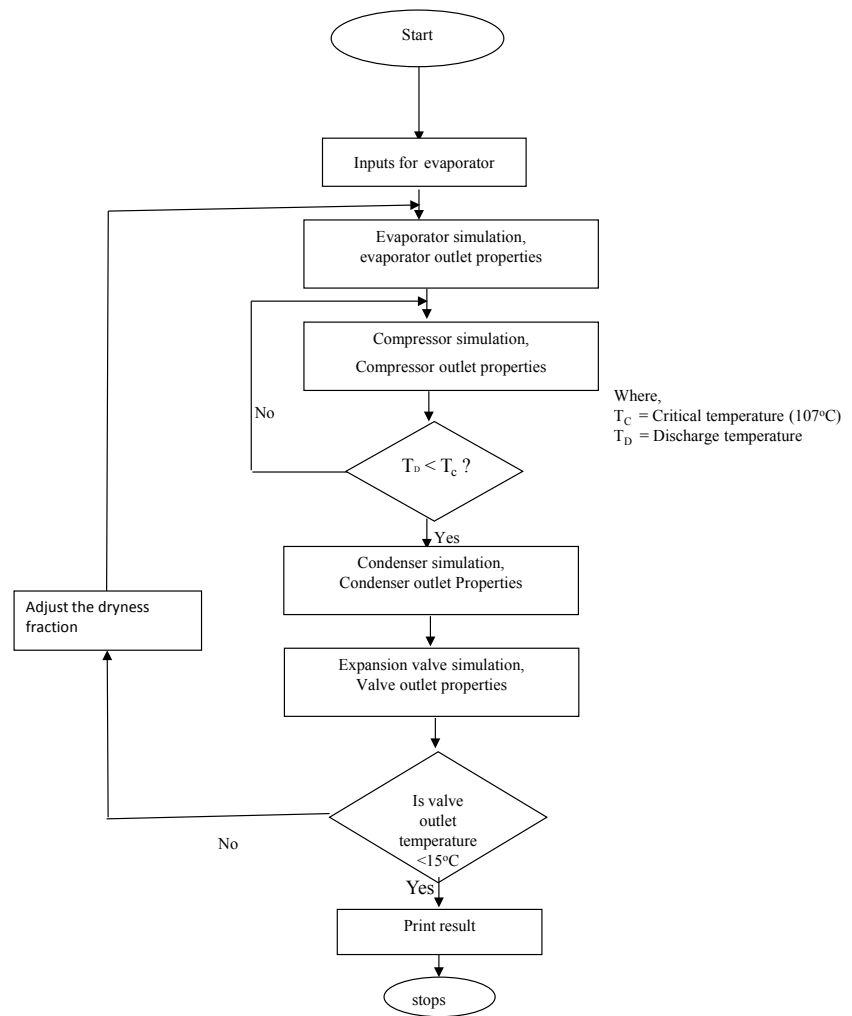 Start
Inputs for evaporator
Evaporator simulation,
evaporator outlet properties
Compressor simulation,
Compressor outlet properties
No
Where,
T_C = Critical temperature (107°C)
T_D = Discharge temperature
T_D < T_c ?
Yes
Condenser simulation,
Condenser outlet Properties
Adjust the dryness
fraction
Expansion valve simulation,
Valve outlet properties
Is valve
outlet
temperature
<15°C
No
Yes
Print result
stops